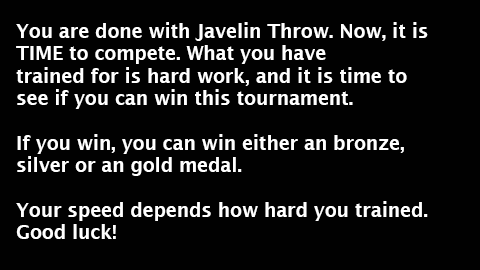 You are done with Javelin Throw. Now, it is
TIME to compete. What you have
trained for is hard work, and it is time to
see if you can win this tournament.
If you win, you can win either an bronze,
silver or an gold medal.
Your speed depends how hard you trained.
Good luck!